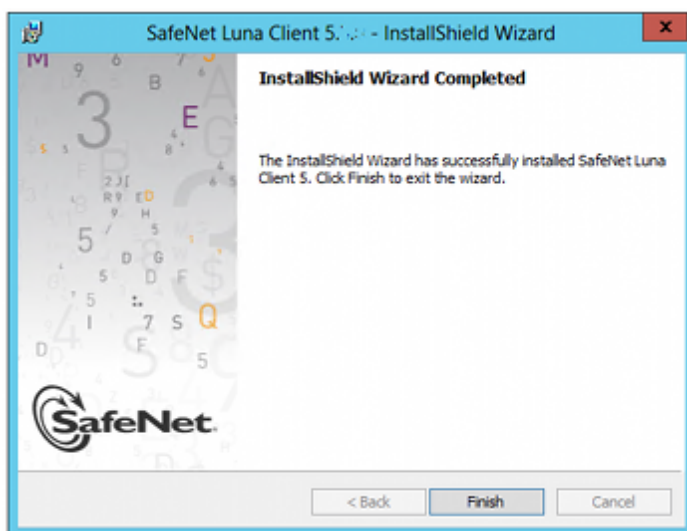 SafeNet Luna Client 5. - InstallShield Wizard
InstallShield Wizard Completed
The InstallShield Wizard has successfully installed SafeNet Luna
Client 5. Click Finish to exit the wizard.
SafeNet.
< Back
Finish
Cancel